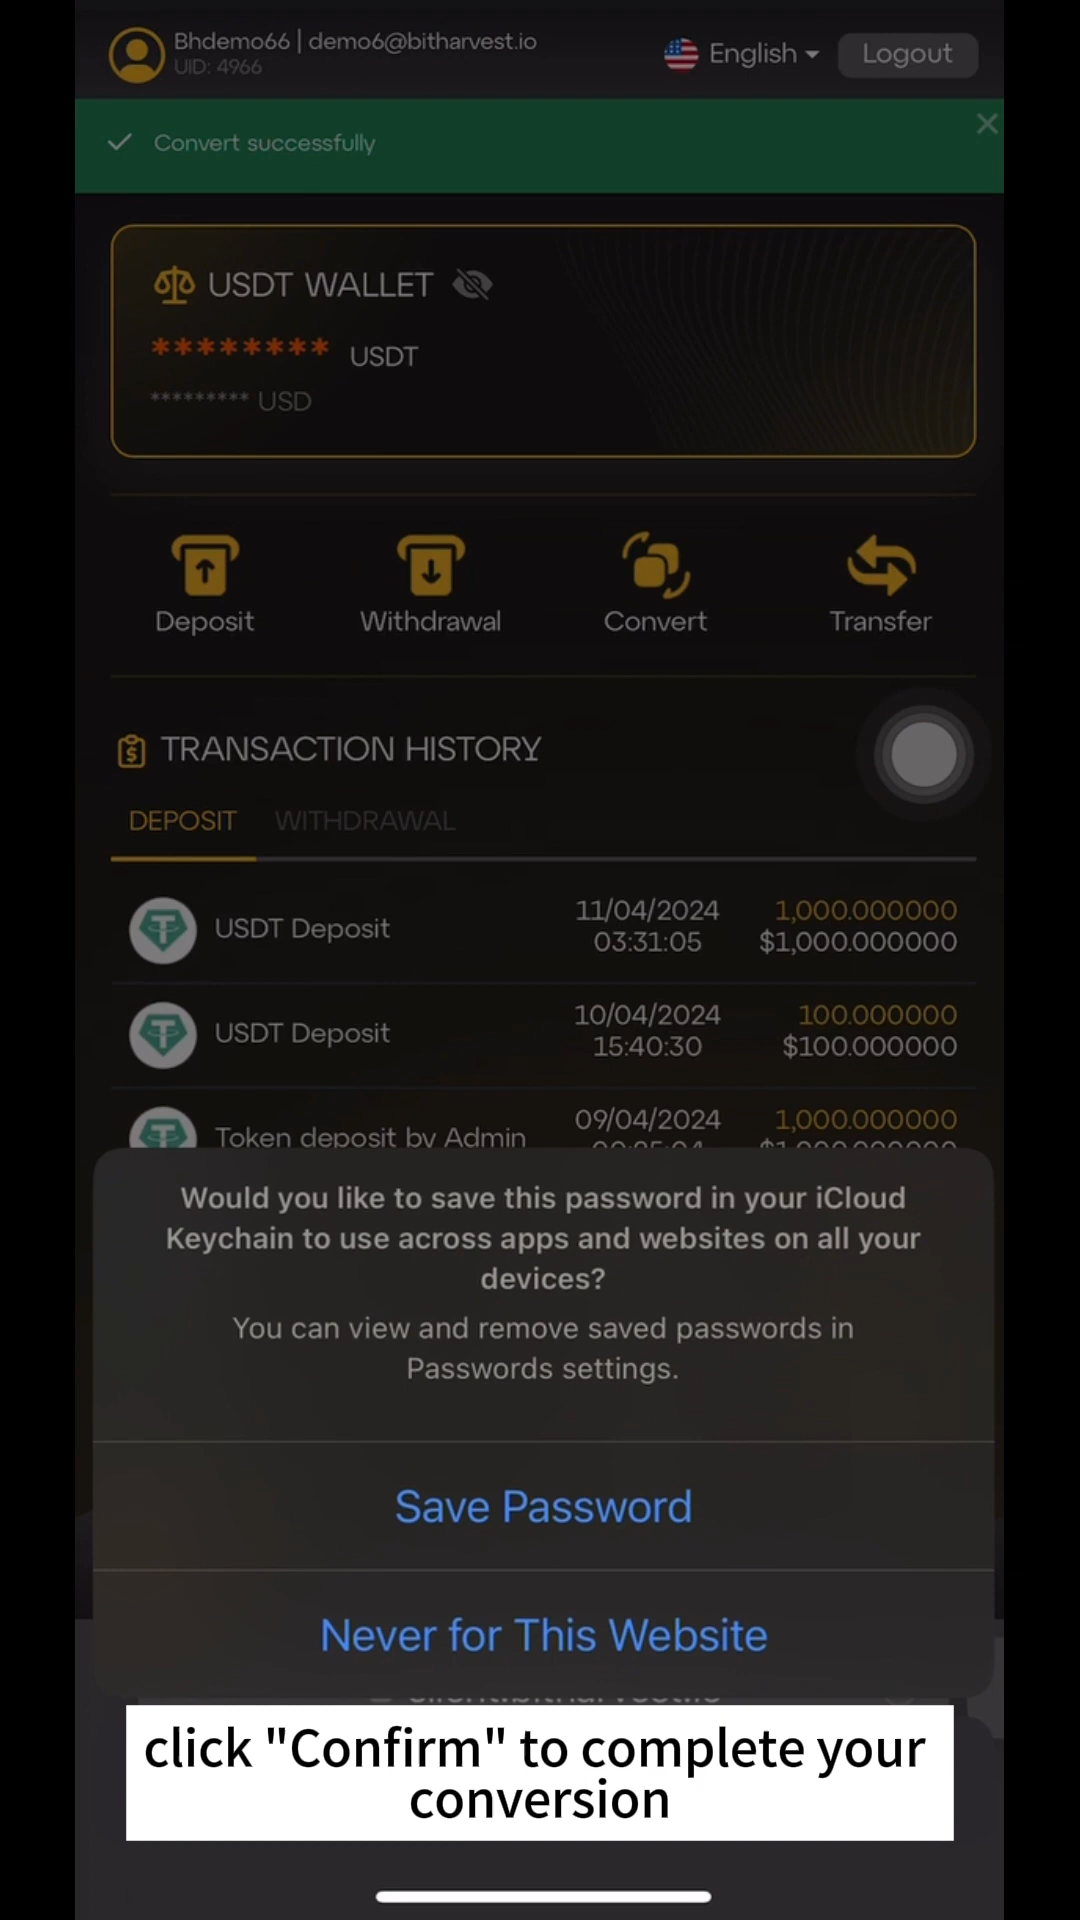 Bhdemo66 | demo6@bitharvest.io
UID: 4966
English
Logout
Convert successfully
USDT WALLET
******** USDT
********* USD
Deposit
Withdrawal
Convert
Transfer
TRANSACTION HISTORY
DEPOSIT
WITHDRAWAL
USDT Deposit
11/04/2024
03:31:05
1,000.000000
$1,000.000000
USDT Deposit
10/04/2024
15:40:30
100.000000
$100.000000
Token deposit by Admin
09/04/2024
1,000.000000
Would you like to save this password in your iCloud
Keychain to use across apps and websites on all your
devices?
You can view and remove saved passwords in
Passwords settings.
Save Password
Never for This Website
click "Confirm" to complete your
conversion